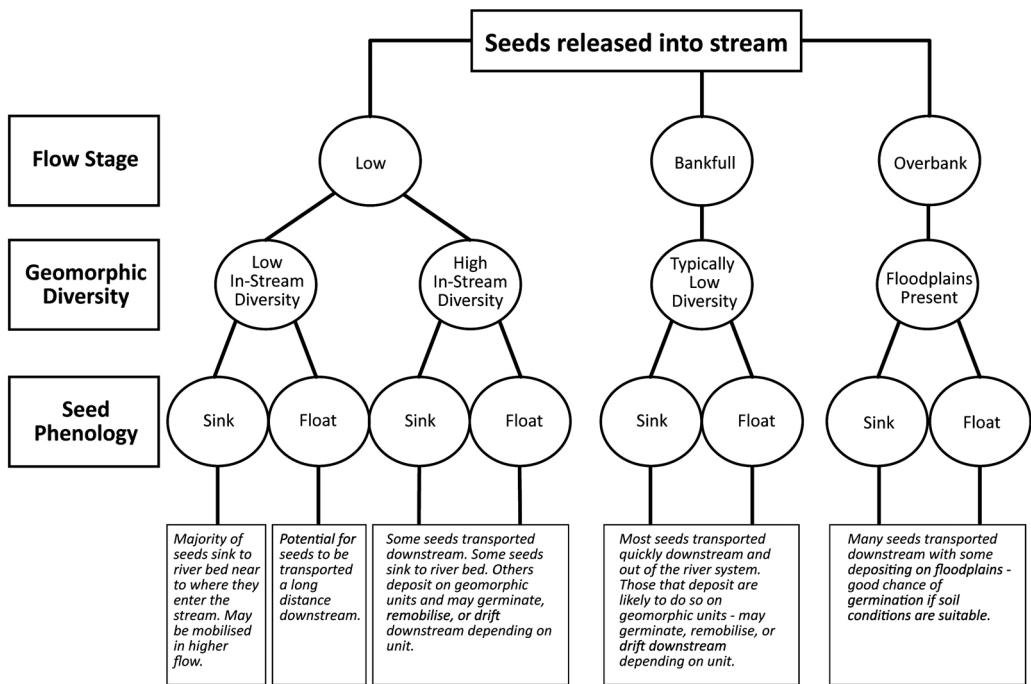 Seeds released into stream
Flow Stage
Low
Bankfull
Overbank
Geomorphic
Diversity
Low
In-Stream
Diversity
High
In-Stream
Diversity
Typically
Low
Diversity
Floodplains
Present
Seed
Phenology
Sink
Float
Sink
Float
Sink
Float
Sink
Float
Majority of
seeds sink to
river bed near
to where they
enter the
stream. May
be mobilised
in higher
flow.
Potential for
seeds to be
transported
a long
distance
downstream.
Some seeds transported
downstream. Some seeds
sink to river bed. Others
deposit on geomorphic
units and may germinate,
remobilise, or drift
downstream depending on
unit.
Most seeds transported
quickly downstream and
out of the river system.
Those that deposit are
likely to do so on
geomorphic units - may
germinate, remobilise, or
drift downstream
depending on unit.
Many seeds transported
downstream with some
depositing on floodplains -
good chance of
germination if soil
conditions are suitable.